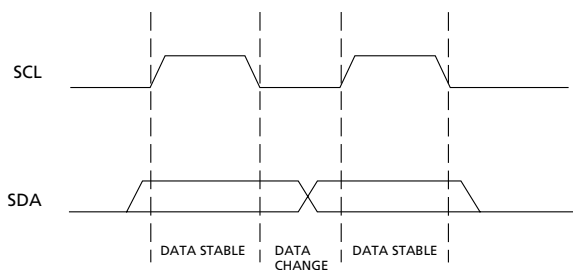 SCL
SDA
DATA STABLE
DATA
CHANGE
DATA STABLE